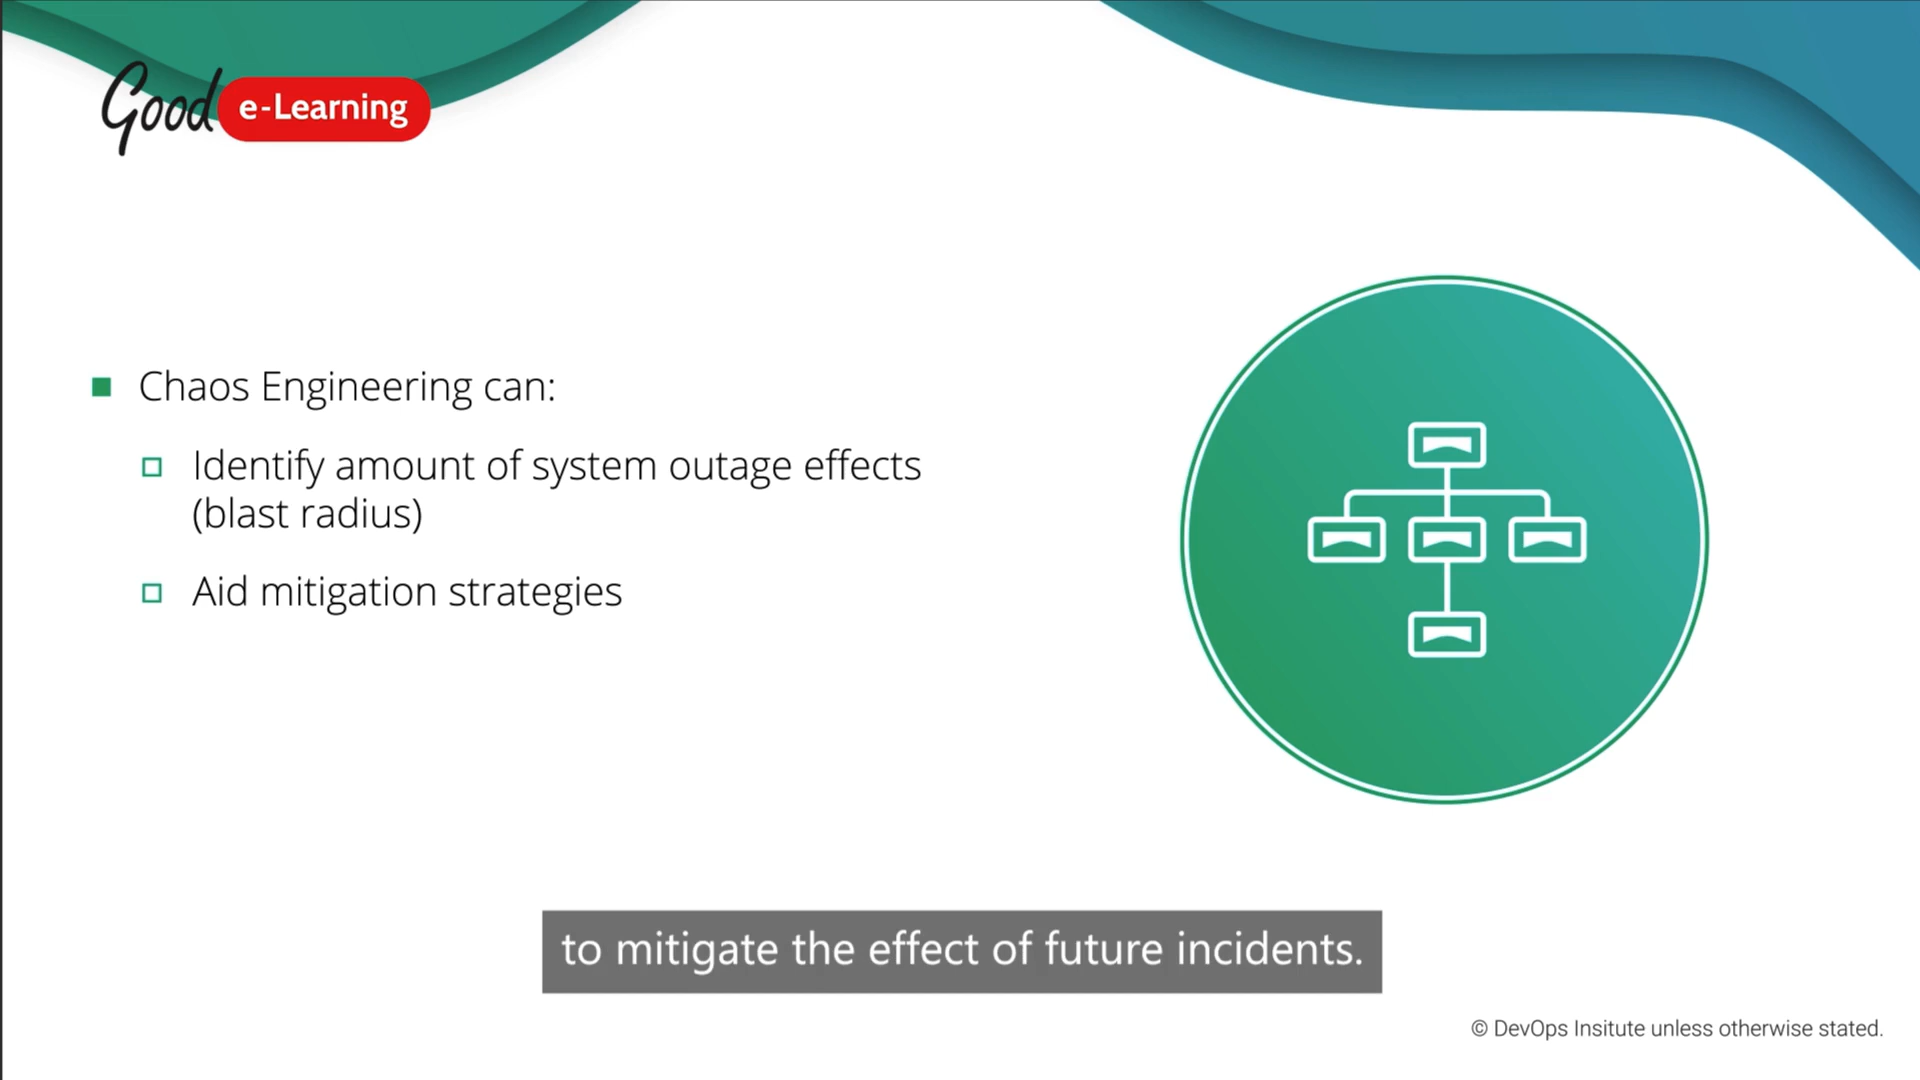 Good e-Learning
Chaos Engineering can:
Identify amount of system outage effects
(blast radius)
Aid mitigation strategies
to mitigate the effect of future incidents.
© DevOps Insitute unless otherwise stated.